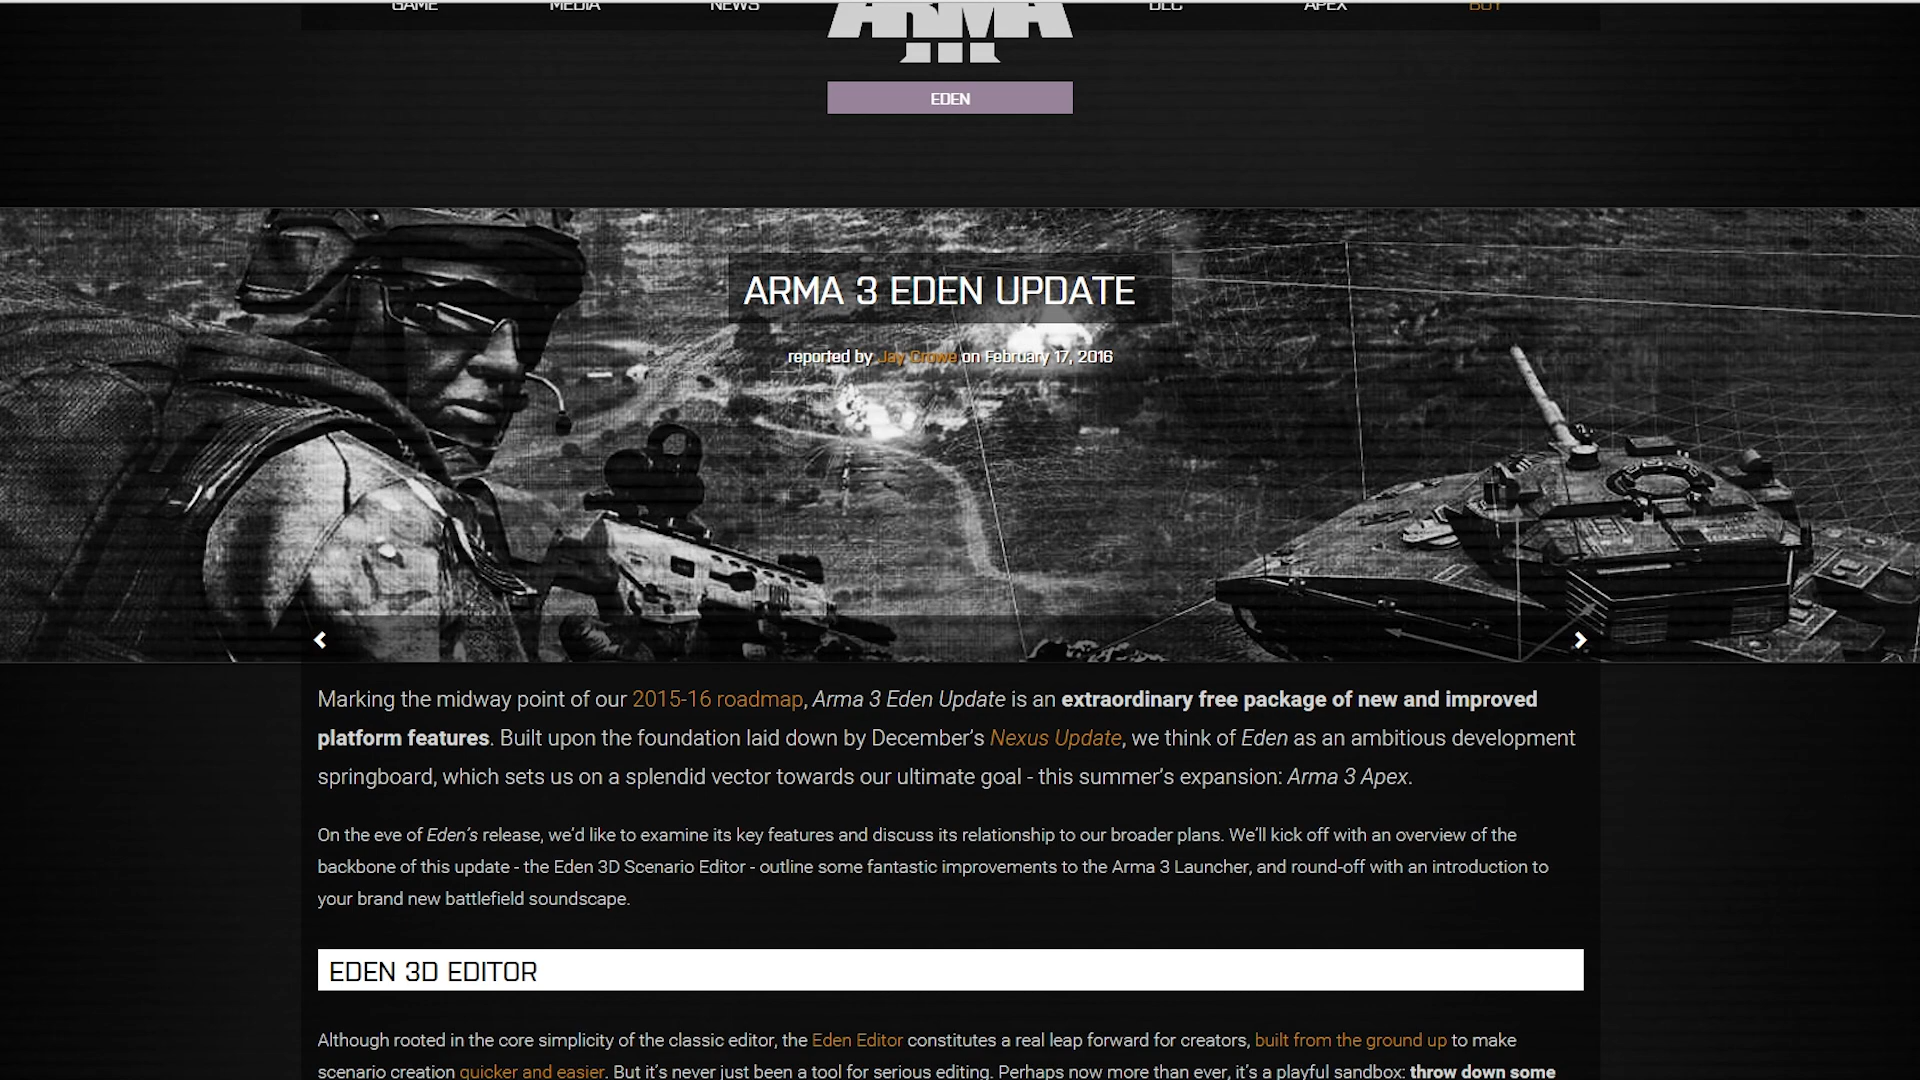 GAME MEDIA NEWS DLC APEX BUY
ARMA
III
EDEN
ARMA 3 EDEN UPDATE
reported by Jay Crowe on February 17, 2016
Marking the midway point of our 2015-16 roadmap, Arma 3 Eden Update is an extraordinary free package of new and improved
platform features. Built upon the foundation laid down by December’s Nexus Update, we think of Eden as an ambitious development
springboard, which sets us on a splendid vector towards our ultimate goal - this summer’s expansion: Arma 3 Apex.
On the eve of Eden’s release, we’d like to examine its key features and discuss its relationship to our broader plans. We’ll kick off with an overview of the
backbone of this update - the Eden 3D Scenario Editor - outline some fantastic improvements to the Arma 3 Launcher, and round-off with an introduction to
your brand new battlefield soundscape.
EDEN 3D EDITOR
Although rooted in the core simplicity of the classic editor, the Eden Editor constitutes a real leap forward for creators, built from the ground up to make
scenario creation quicker and easier. But it’s never just been a tool for serious editing. Perhaps now more than ever, it’s a playful sandbox: throw down some